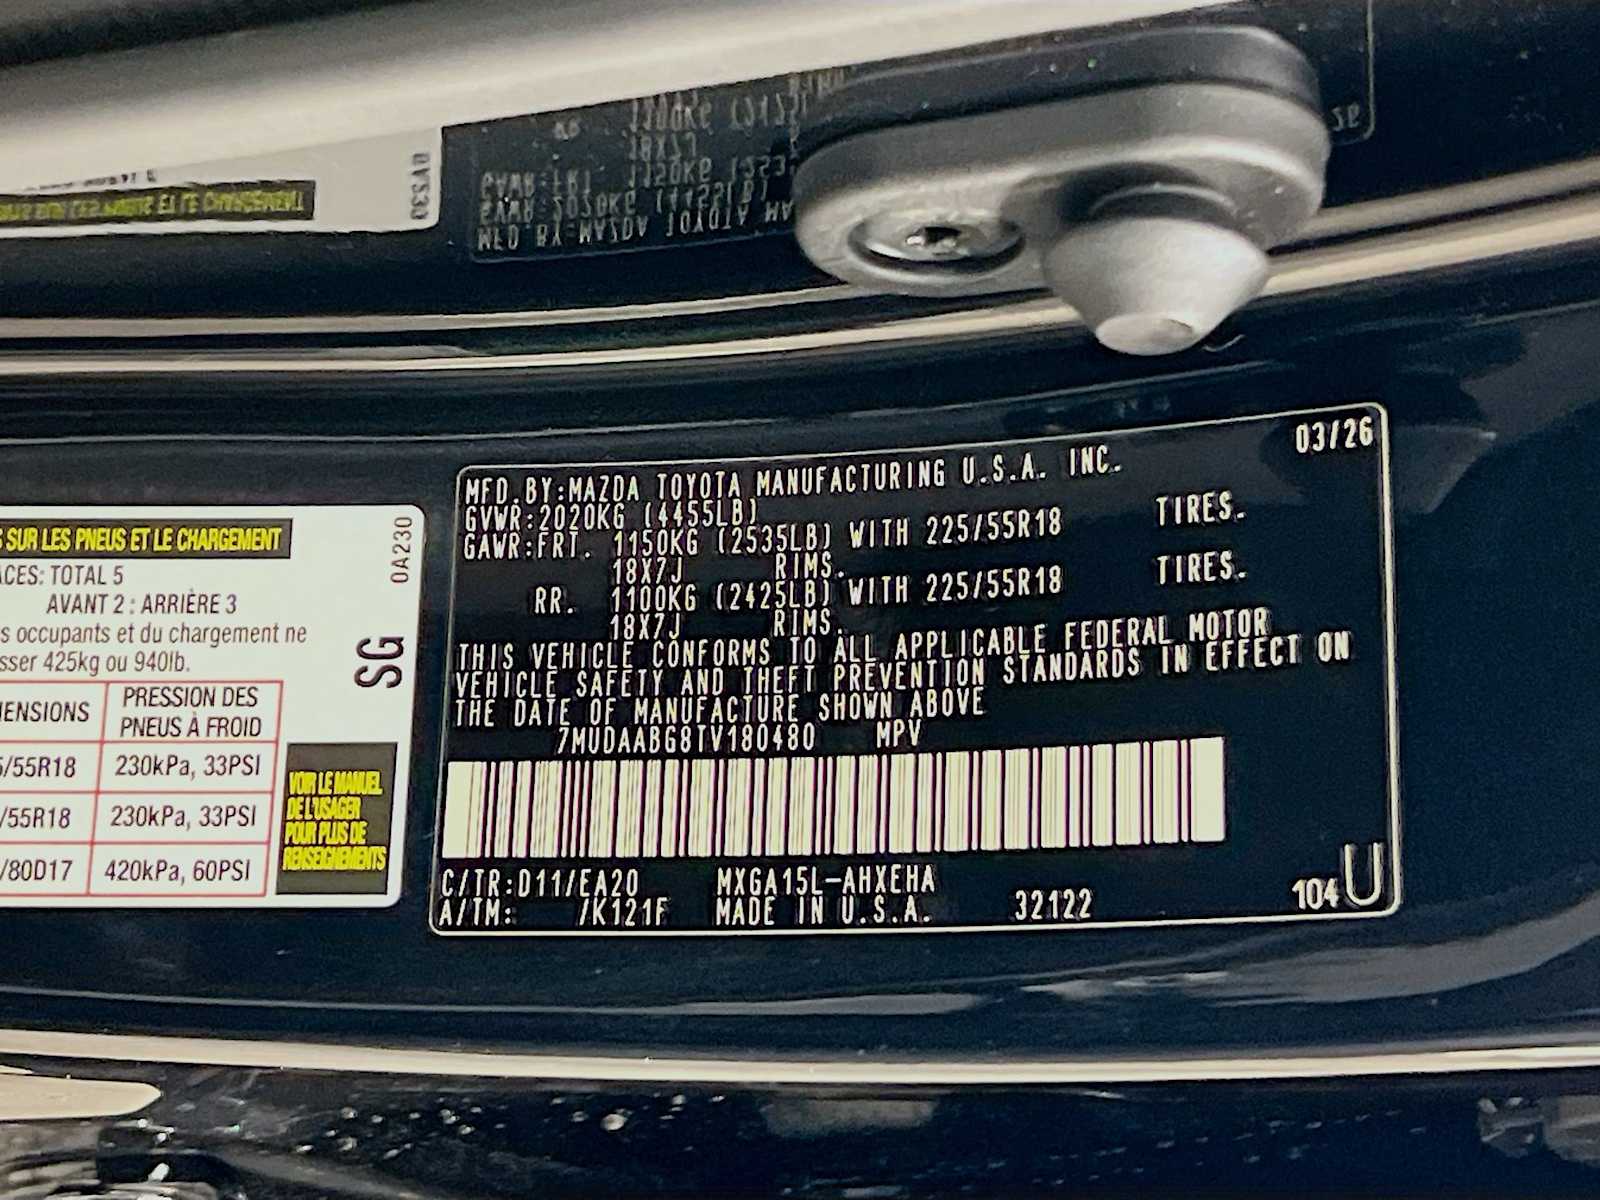 MFD.BY:MAZDA TOYOTA MANUFACTURING U.S.A. INC. 03/26
GVWR:2020KG (4455LB)
GAWR:FRT. 1150KG (2535LB) WITH 225/55R18 TIRES.
18X7J RIMS.
RR. 1100KG (2425LB) WITH 225/55R18 TIRES.
18X7J RIMS.
THIS VEHICLE CONFORMS TO ALL APPLICABLE FEDERAL MOTOR
VEHICLE SAFETY AND THEFT PREVENTION STANDARDS IN EFFECT ON
THE DATE OF MANUFACTURE SHOWN ABOVE
7MUDAABG8TV180480 MPV
C/TR:D11/EA20 MXGA15L-AHXEHA
A/TM: /K121F MADE IN U.S.A. 32122 104 U
SUR LES PNEUS ET LE CHARGEMENT
TOTAL 5
AVANT 2 : ARRIÈRE 3
occupants et du chargement ne
425kg ou 940lb.
PRESSION DES
PNEUS À FROID
/55R18 230kPa, 33PSI
/55R18 230kPa, 33PSI
/80D17 420kPa, 60PSI
0A230
SG
VOIR LE MANUEL
DE L'USAGER
POUR PLUS DE
RENSEIGNEMENTS